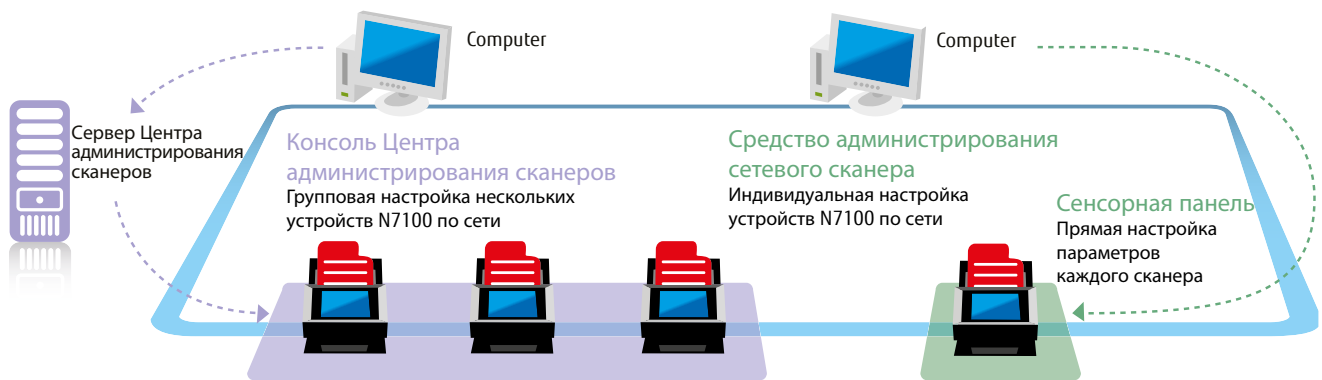 Computer
Computer
Сервер Центра
администрирования
сканеров
Консоль Центра
администрирования сканеров
Групповая настройка нескольких
устройств N7100 по сети
Средство администрирования
сетевого сканера
Индивидуальная настройка
устройств N7100 по сети
Сенсорная панель
Прямая настройка
параметров
каждого сканера